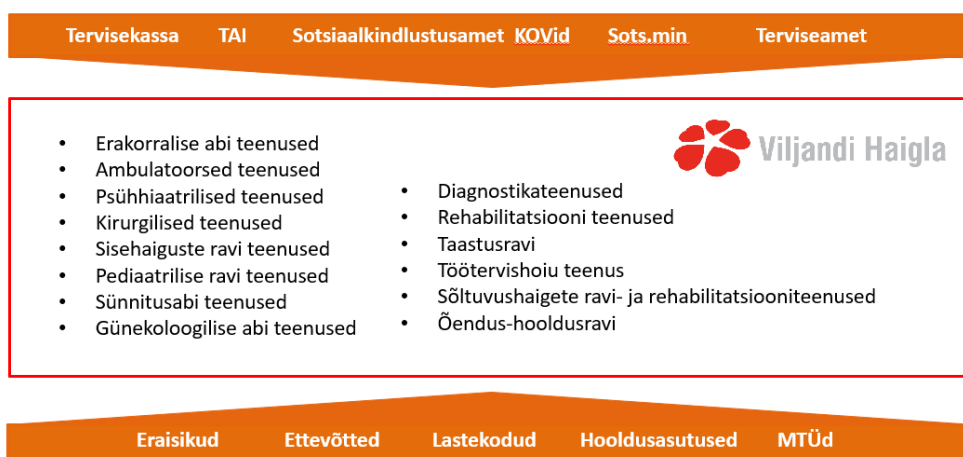 Tervisekassa TAI Sotsiaalkindlustusamet KOVid Sots.min Terviseamet
Viljandi Haigla
• Erakorralise abi teenused
• Ambulatoorsed teenused
• Psühhiaatrilised teenused
• Kirurgilised teenused
• Sisehaiguste ravi teenused
• Pediaatrilise ravi teenused
• Sünnitusabi teenused
• Günekoloogilise abi teenused
• Diagnostikateenused
• Rehabilitatsiooni teenused
• Taastusravi
• Töötervishoiu teenus
• Sõltuvushaigete ravi- ja rehabilitatsiooniteenused
• Õendus-hooldusravi
Eraisikud Ettevõtted Lastekodud Hooldusasutused MTÜd